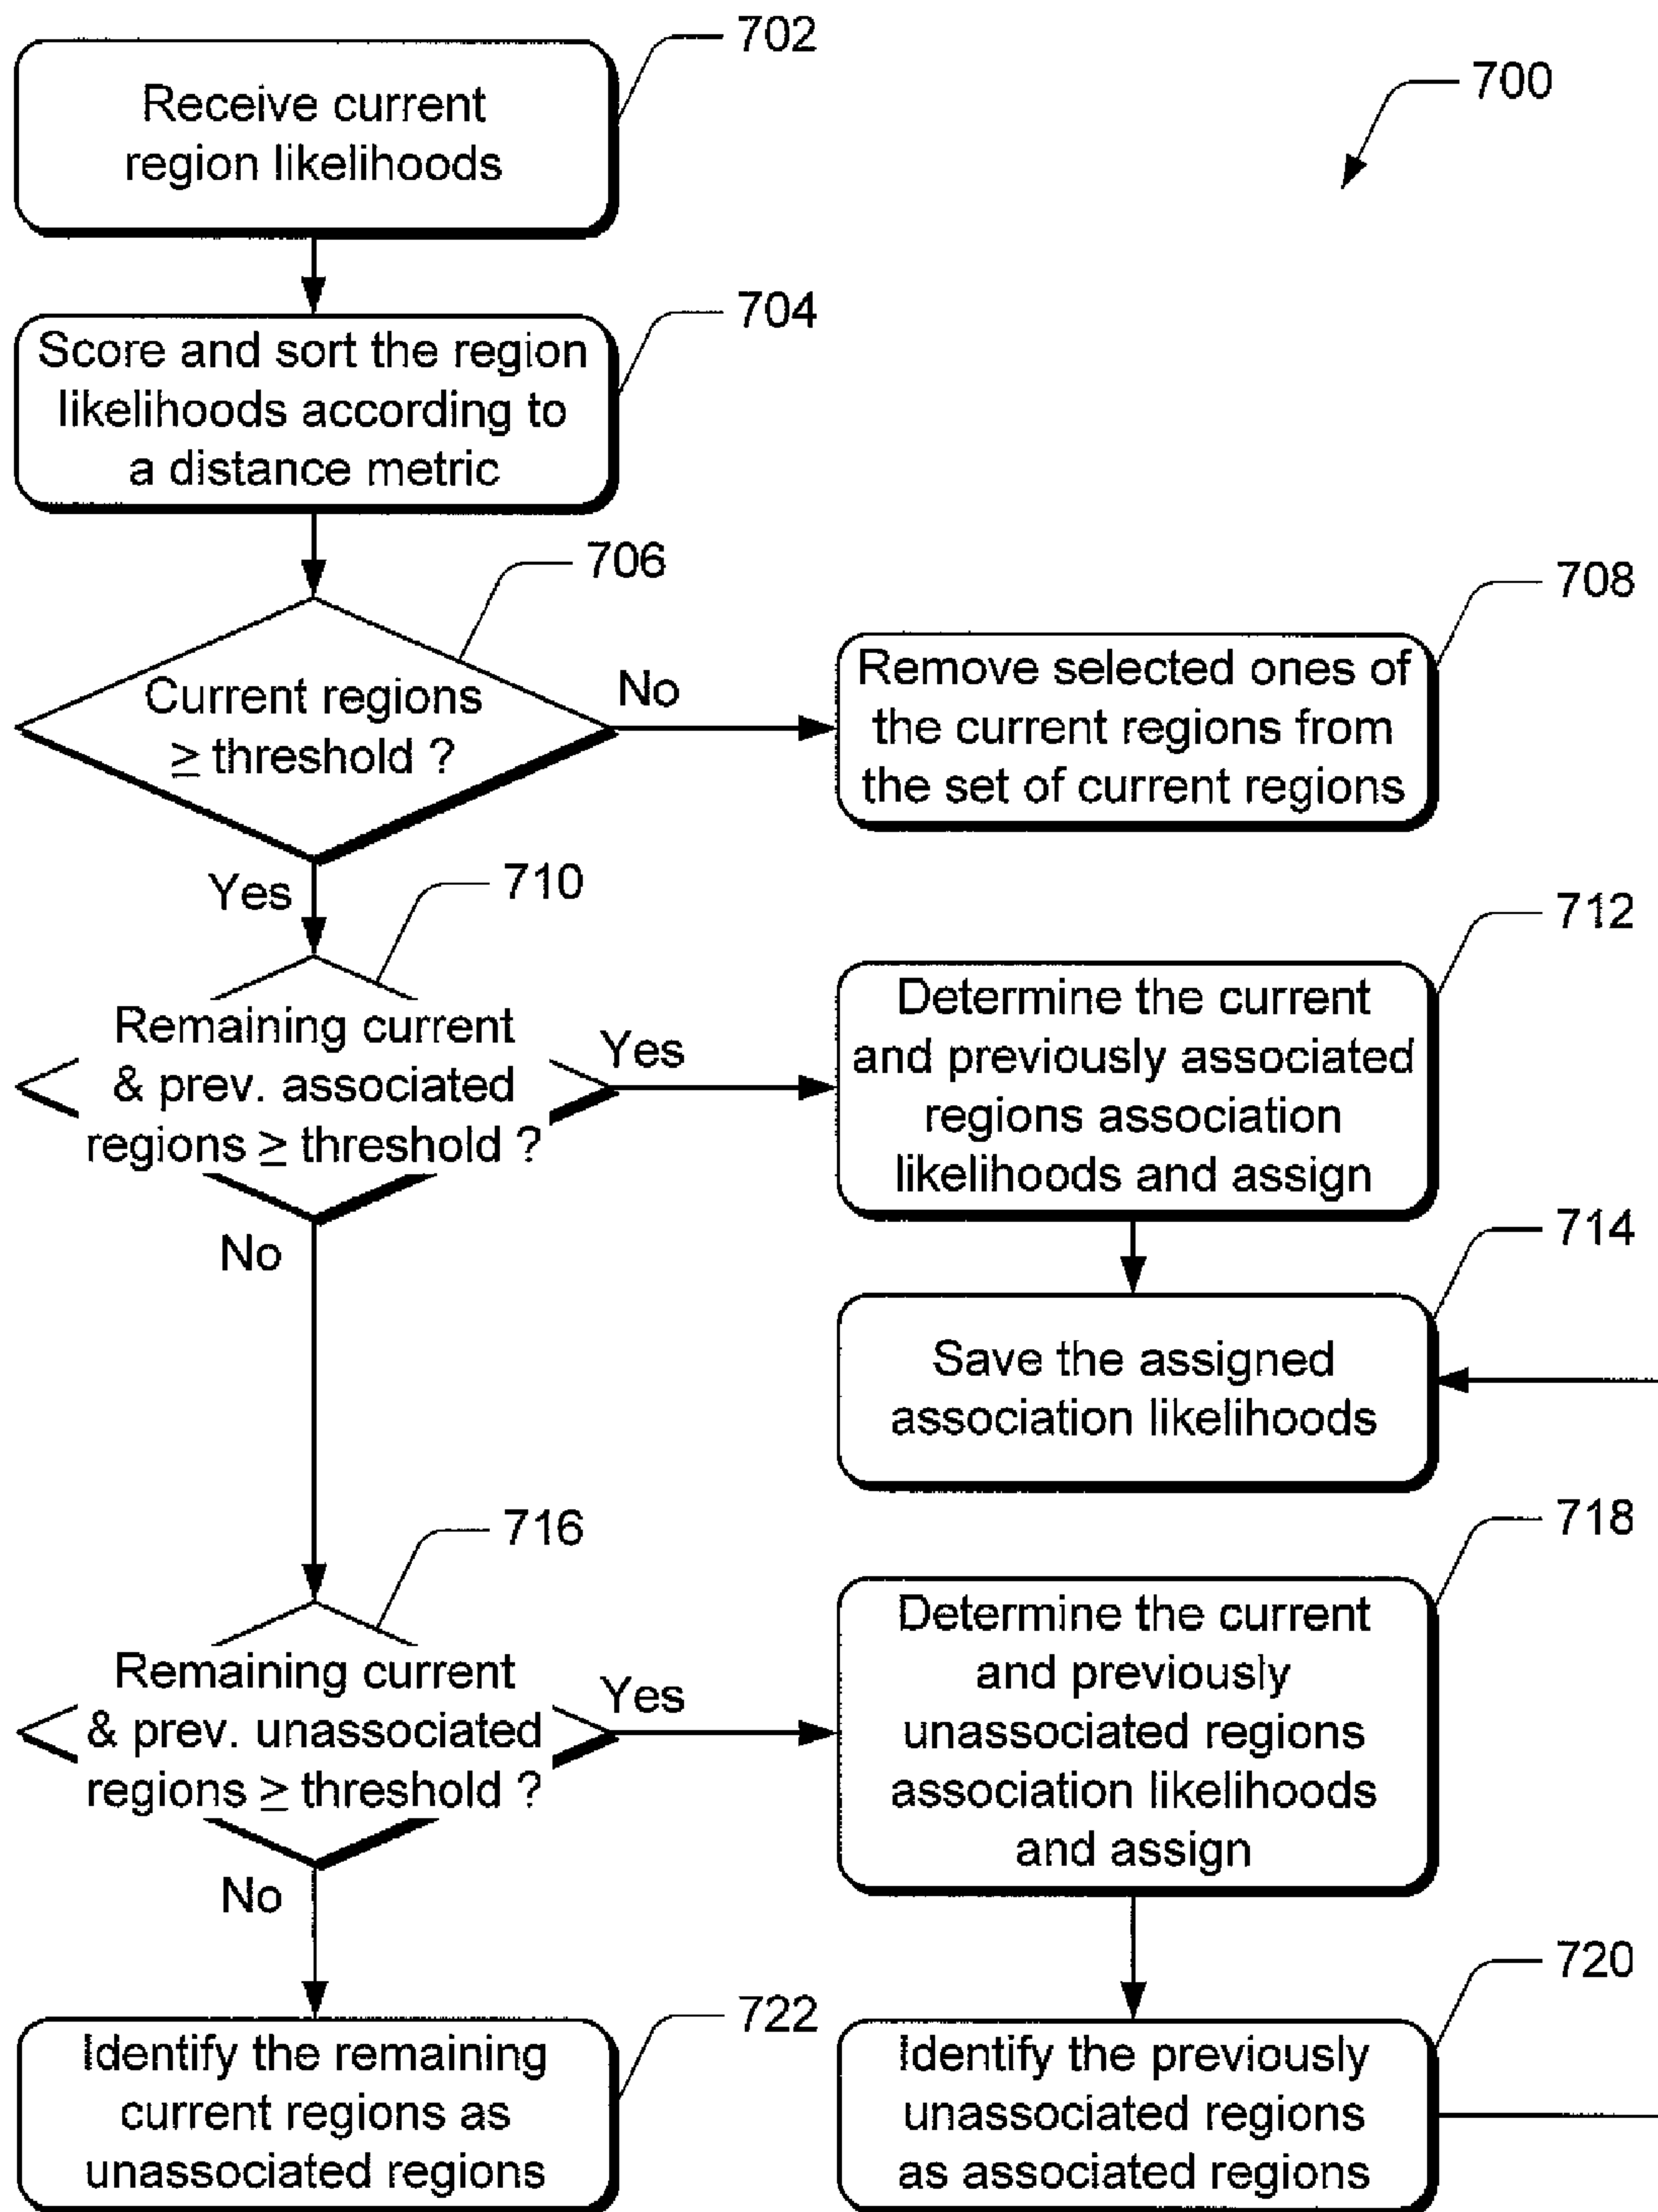 702
700
Receive current
region likelihoods
704
Score and sort the region
likelihoods according to
a distance metric
706
Current regions
≥ threshold ?
No
Yes
708
Remove selected ones of
the current regions from
the set of current regions
710
Remaining current
& prev. associated
regions ≥ threshold ?
Yes
No
712
Determine the current
and previously associated
regions association
likelihoods and assign
714
Save the assigned
association likelihoods
716
Remaining current
& prev. unassociated
regions ≥ threshold ?
Yes
No
718
Determine the current
and previously
unassociated regions
association likelihoods
and assign
722
Identify the remaining
current regions as
unassociated regions
720
Identify the previously
unassociated regions
as associated regions